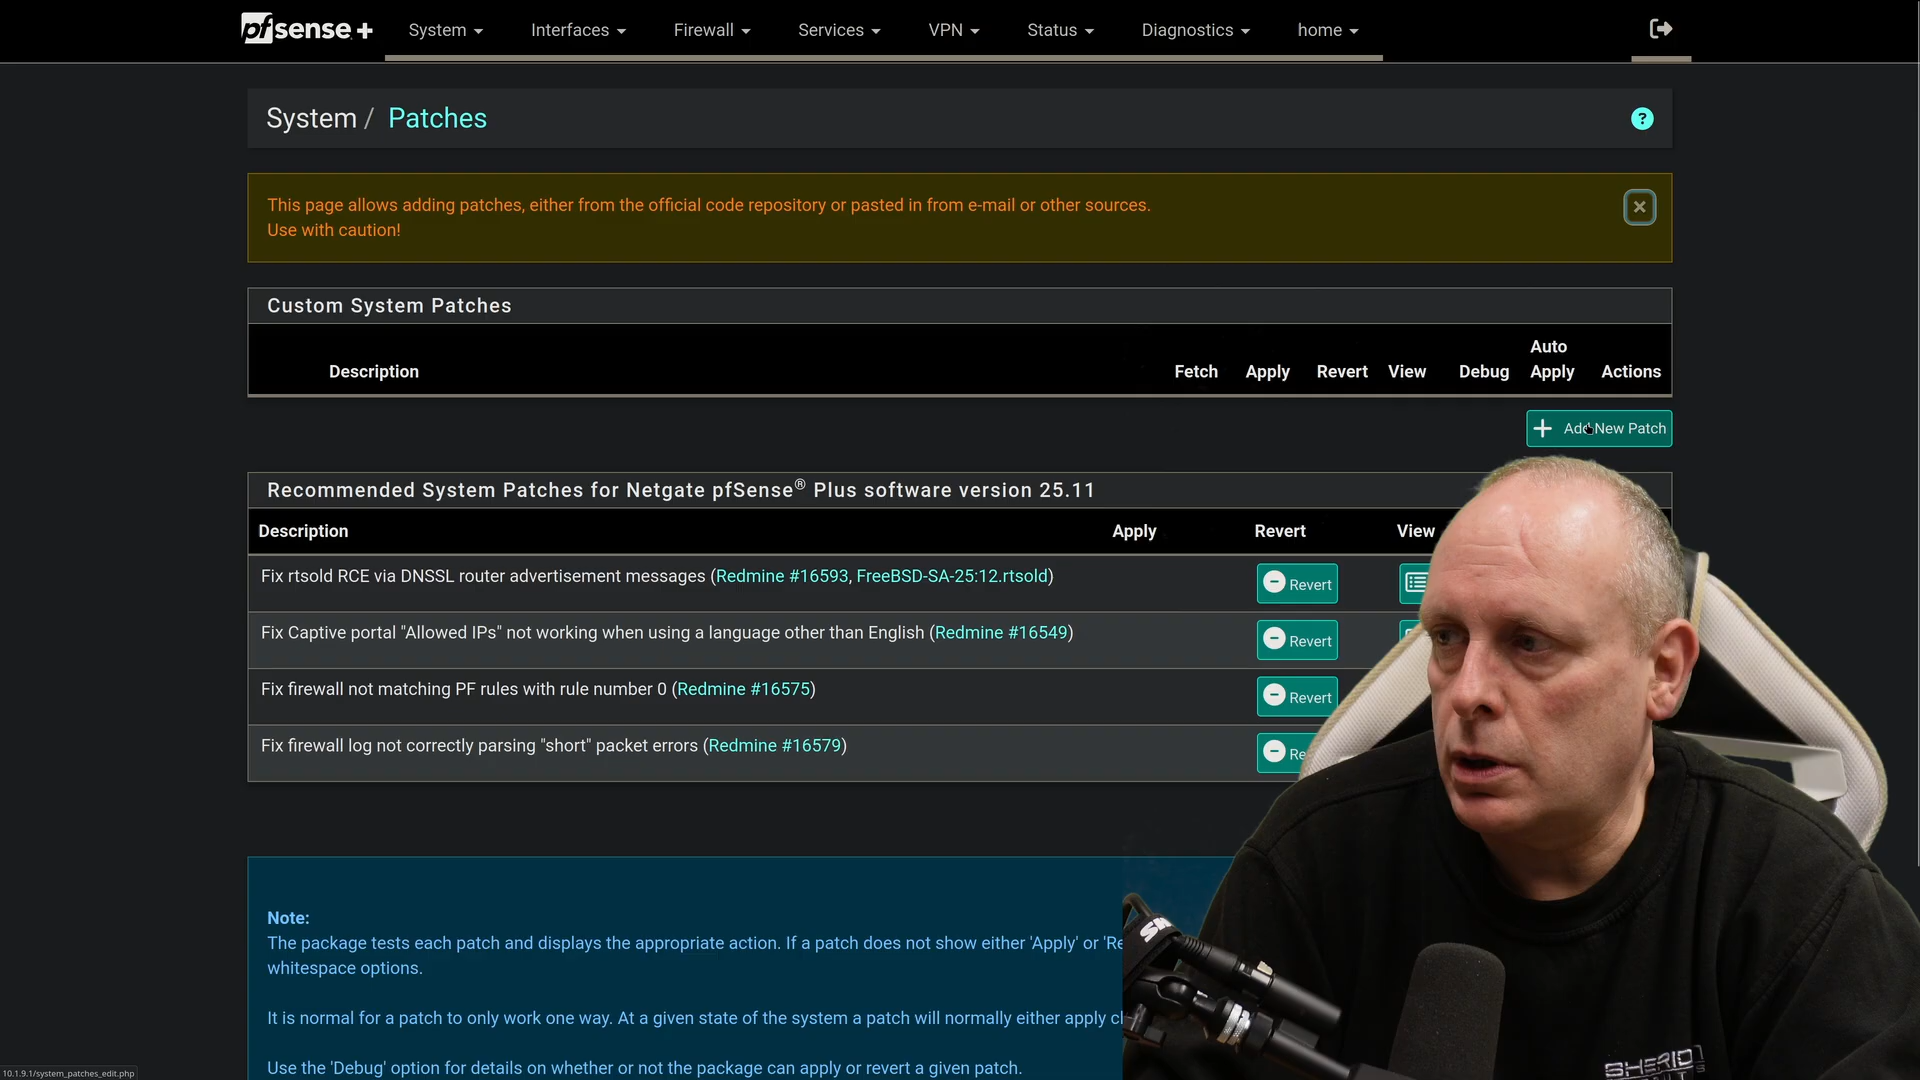 pfsense +
System
Interfaces
Firewall
Services
VPN
Status
Diagnostics
home
System / Patches
?
This page allows adding patches, either from the official code repository or pasted in from e-mail or other sources.
Use with caution!
Custom System Patches
Description
Fetch
Apply
Revert
View
Debug
Auto
Apply
Actions
Add New Patch
Recommended System Patches for Netgate pfSense® Plus software version 25.11
Description
Apply
Revert
View
Fix rtsold RCE via DNSSL router advertisement messages (Redmine #16593, FreeBSD-SA-25:12.rtsold)
Revert
Fix Captive portal "Allowed IPs" not working when using a language other than English (Redmine #16549)
Revert
Fix firewall not matching PF rules with rule number 0 (Redmine #16575)
Revert
Fix firewall log not correctly parsing "short" packet errors (Redmine #16579)
Re
Note:
The package tests each patch and displays the appropriate action. If a patch does not show either 'Apply' or 'Re
whitespace options.
It is normal for a patch to only work one way. At a given state of the system a patch will normally either apply cl
Use the 'Debug' option for details on whether or not the package can apply or revert a given patch.
10.1.9.1/system_patches_edit.php